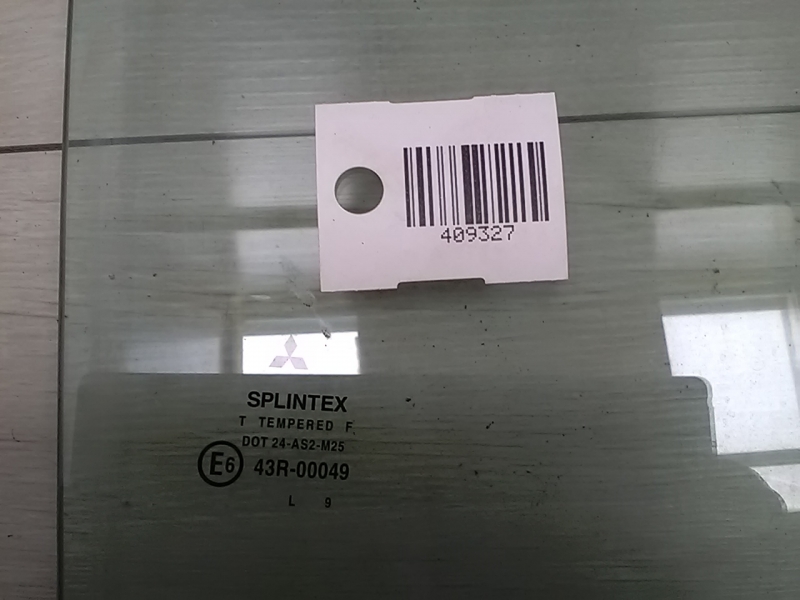 409327
SPLINTEX
T TEMPERED F
DOT 24-AS2-M25
E6 43R-00049
L 9